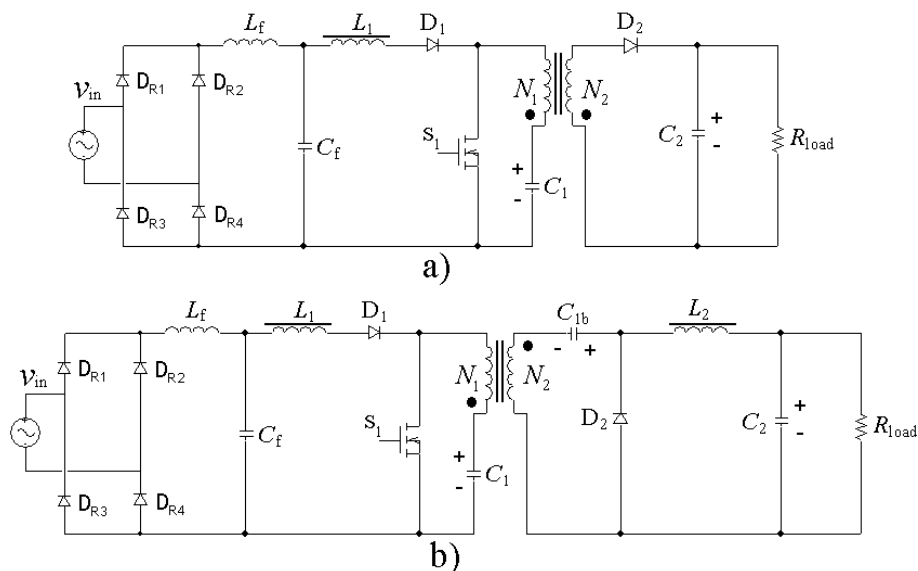 L_f L_1 D_1 D_2
v_in D_R1 D_R2 N_1 N_2
C_f S_1 C_1 C_2 R_load
+ - + -
D_R3 D_R4
a)
L_f L_1 D_1 C_1b L_2
- +
v_in D_R1 D_R2 N_1 N_2
C_f S_1 C_1 D_2 C_2 R_load
+ - + -
D_R3 D_R4
b)